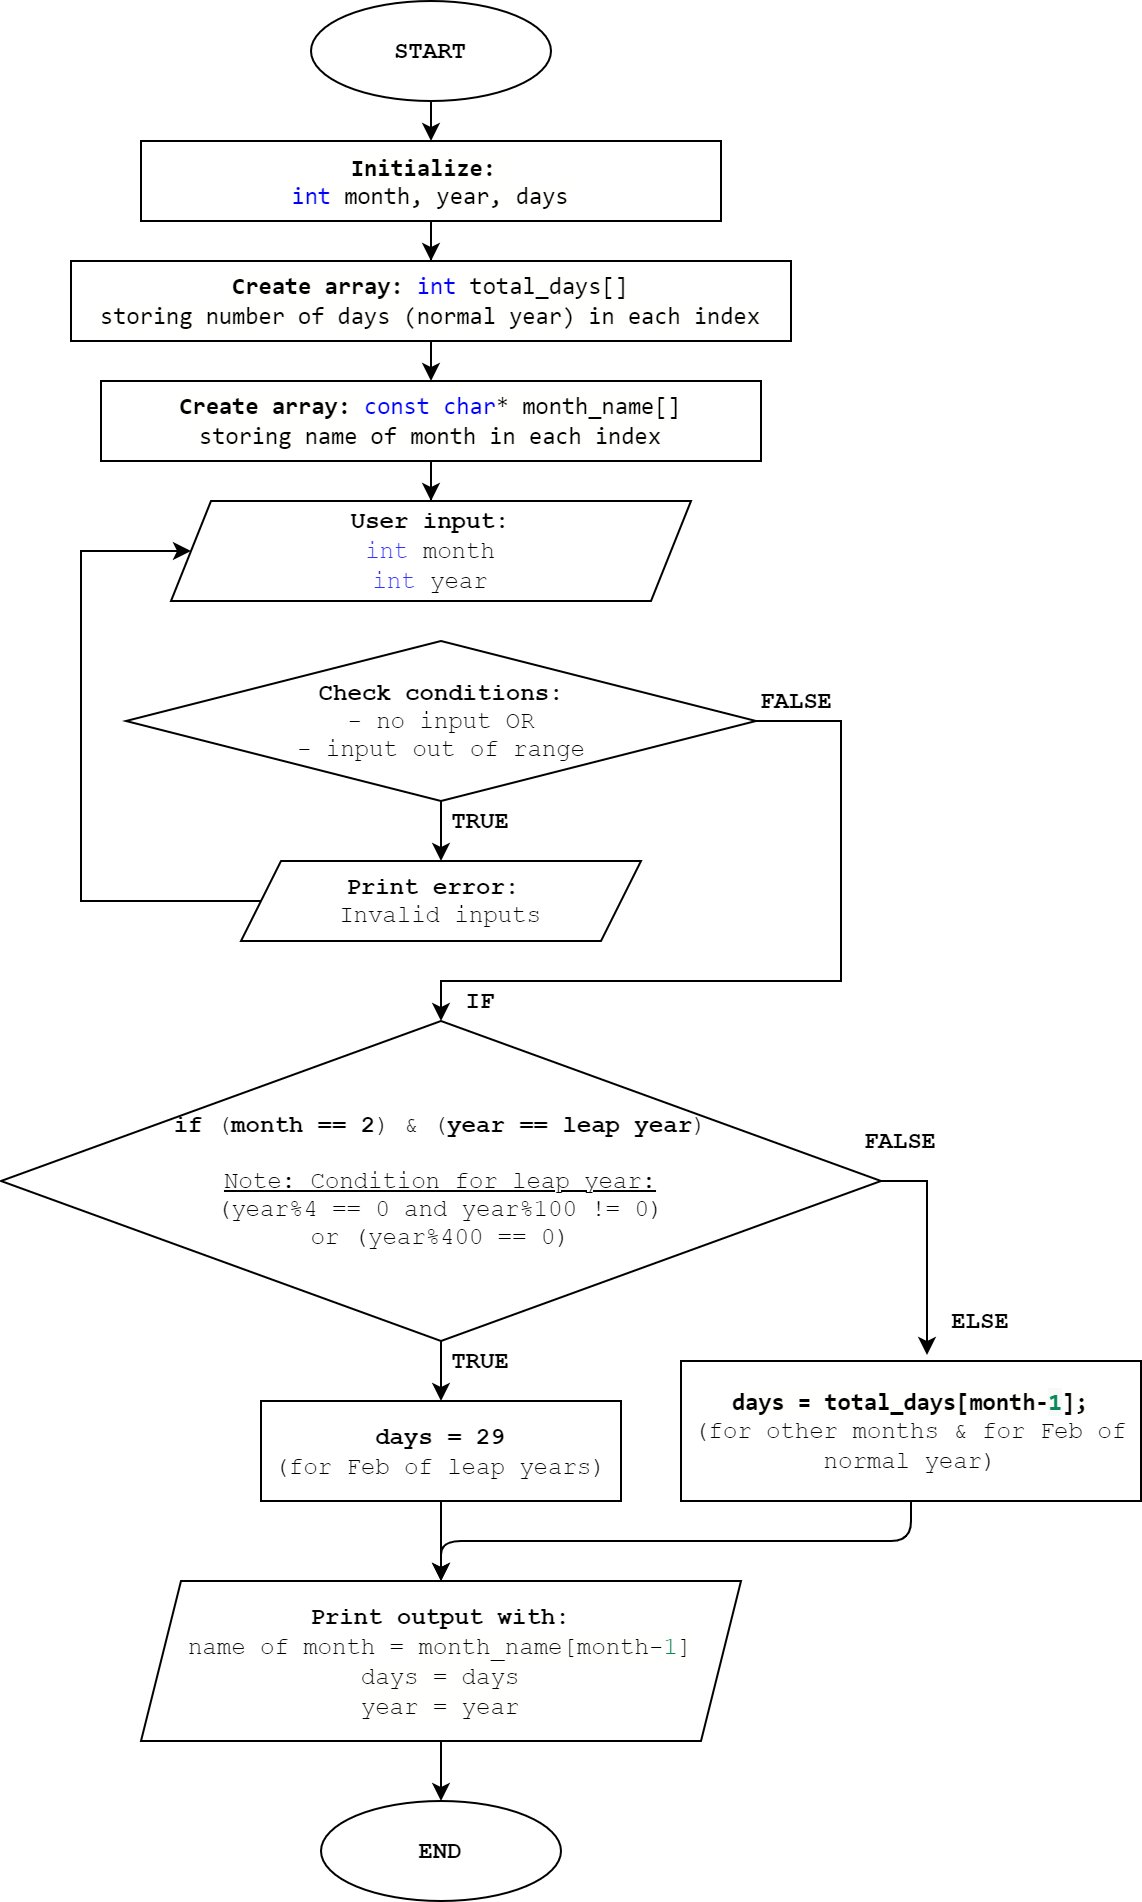 START
Initialize:
int month, year, days
Create array: int total_days[]
storing number of days (normal year) in each index
Create array: const char* month_name[]
storing name of month in each index
User input:
int month
int year
Check conditions:
- no input OR
- input out of range
FALSE
TRUE
Print error:
Invalid inputs
IF
if (month == 2) & (year == leap year)
Note: Condition for leap year:
(year%4 == 0 and year%100 != 0)
or (year%400 == 0)
FALSE
ELSE
TRUE
days = 29
(for Feb of leap years)
days = total_days[month-1];
(for other months & for Feb of
normal year)
Print output with:
name of month = month_name[month-1]
days = days
year = year
END